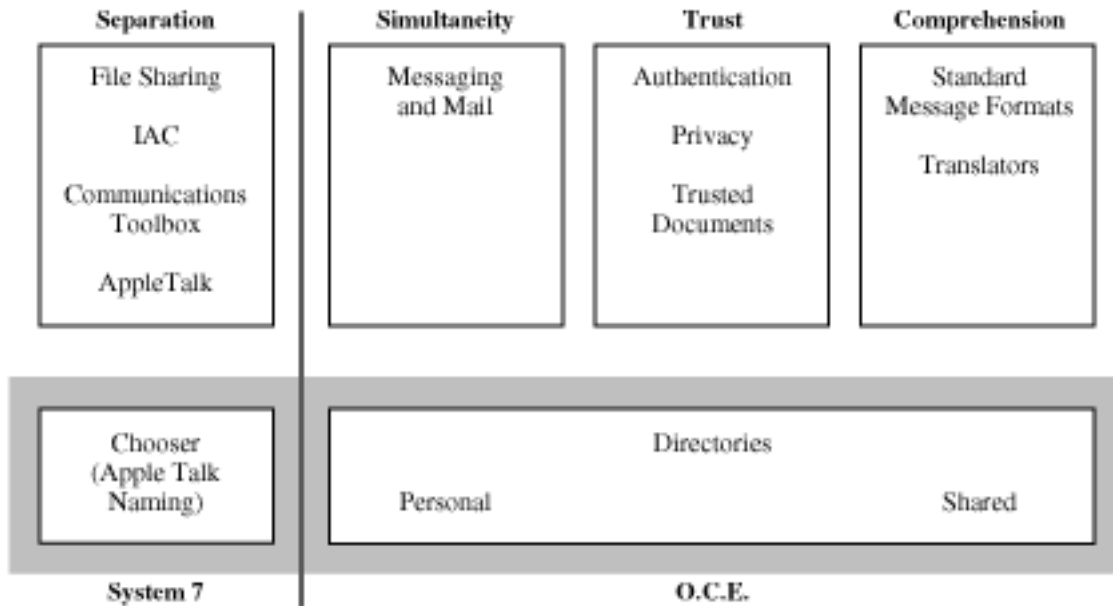 Separation
File Sharing
IAC
Communications
Toolbox
AppleTalk
Simultaneity
Messaging
and Mail
Trust
Authentication
Privacy
Trusted
Documents
Comprehension
Standard
Message Formats
Translators
Chooser
(Apple Talk
Naming)
Directories
Personal
Shared
System 7
O.C.E.